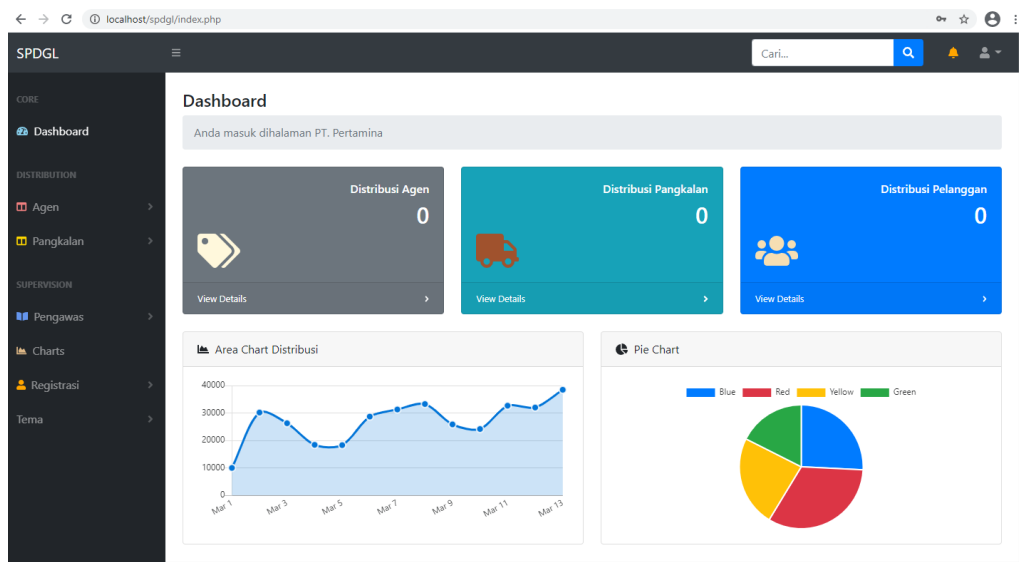 localhost/spdgl/index.php
SPDGL
Cari...
CORE
Dashboard
DISTRIBUTION
Agen
Pangkalan
SUPERVISION
Pengawas
Charts
Registrasi
Tema
Dashboard
Anda masuk dihalaman PT. Pertamina
Distribusi Agen
0
View Details
Distribusi Pangkalan
0
View Details
Distribusi Pelanggan
0
View Details
Area Chart Distribusi
40000
30000
20000
10000
0
Mar 1 Mar 3 Mar 5 Mar 7 Mar 9 Mar 11 Mar 13
Pie Chart
Blue Red Yellow Green